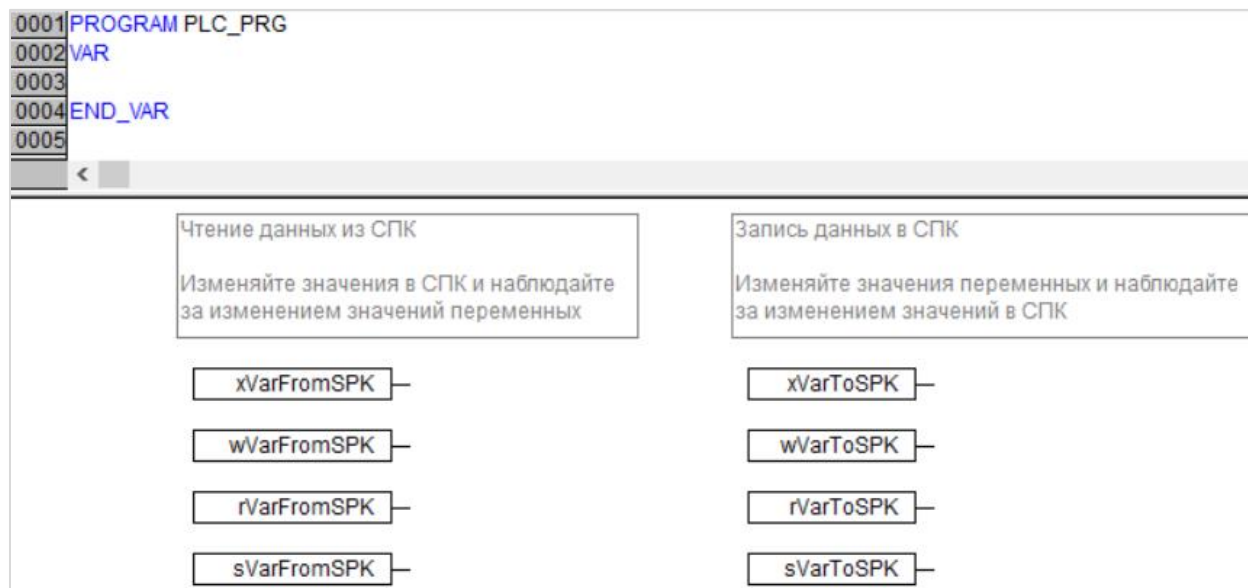 0001 PROGRAM PLC_PRG
0002 VAR
0003
0004 END_VAR
0005
Чтение данных из СПК
Изменяйте значения в СПК и наблюдайте
за изменением значений переменных
Запись данных в СПК
Изменяйте значения переменных и наблюдайте
за изменением значений в СПК
xVarFromSPK
wVarFromSPK
rVarFromSPK
sVarFromSPK
xVarToSPK
wVarToSPK
rVarToSPK
sVarToSPK